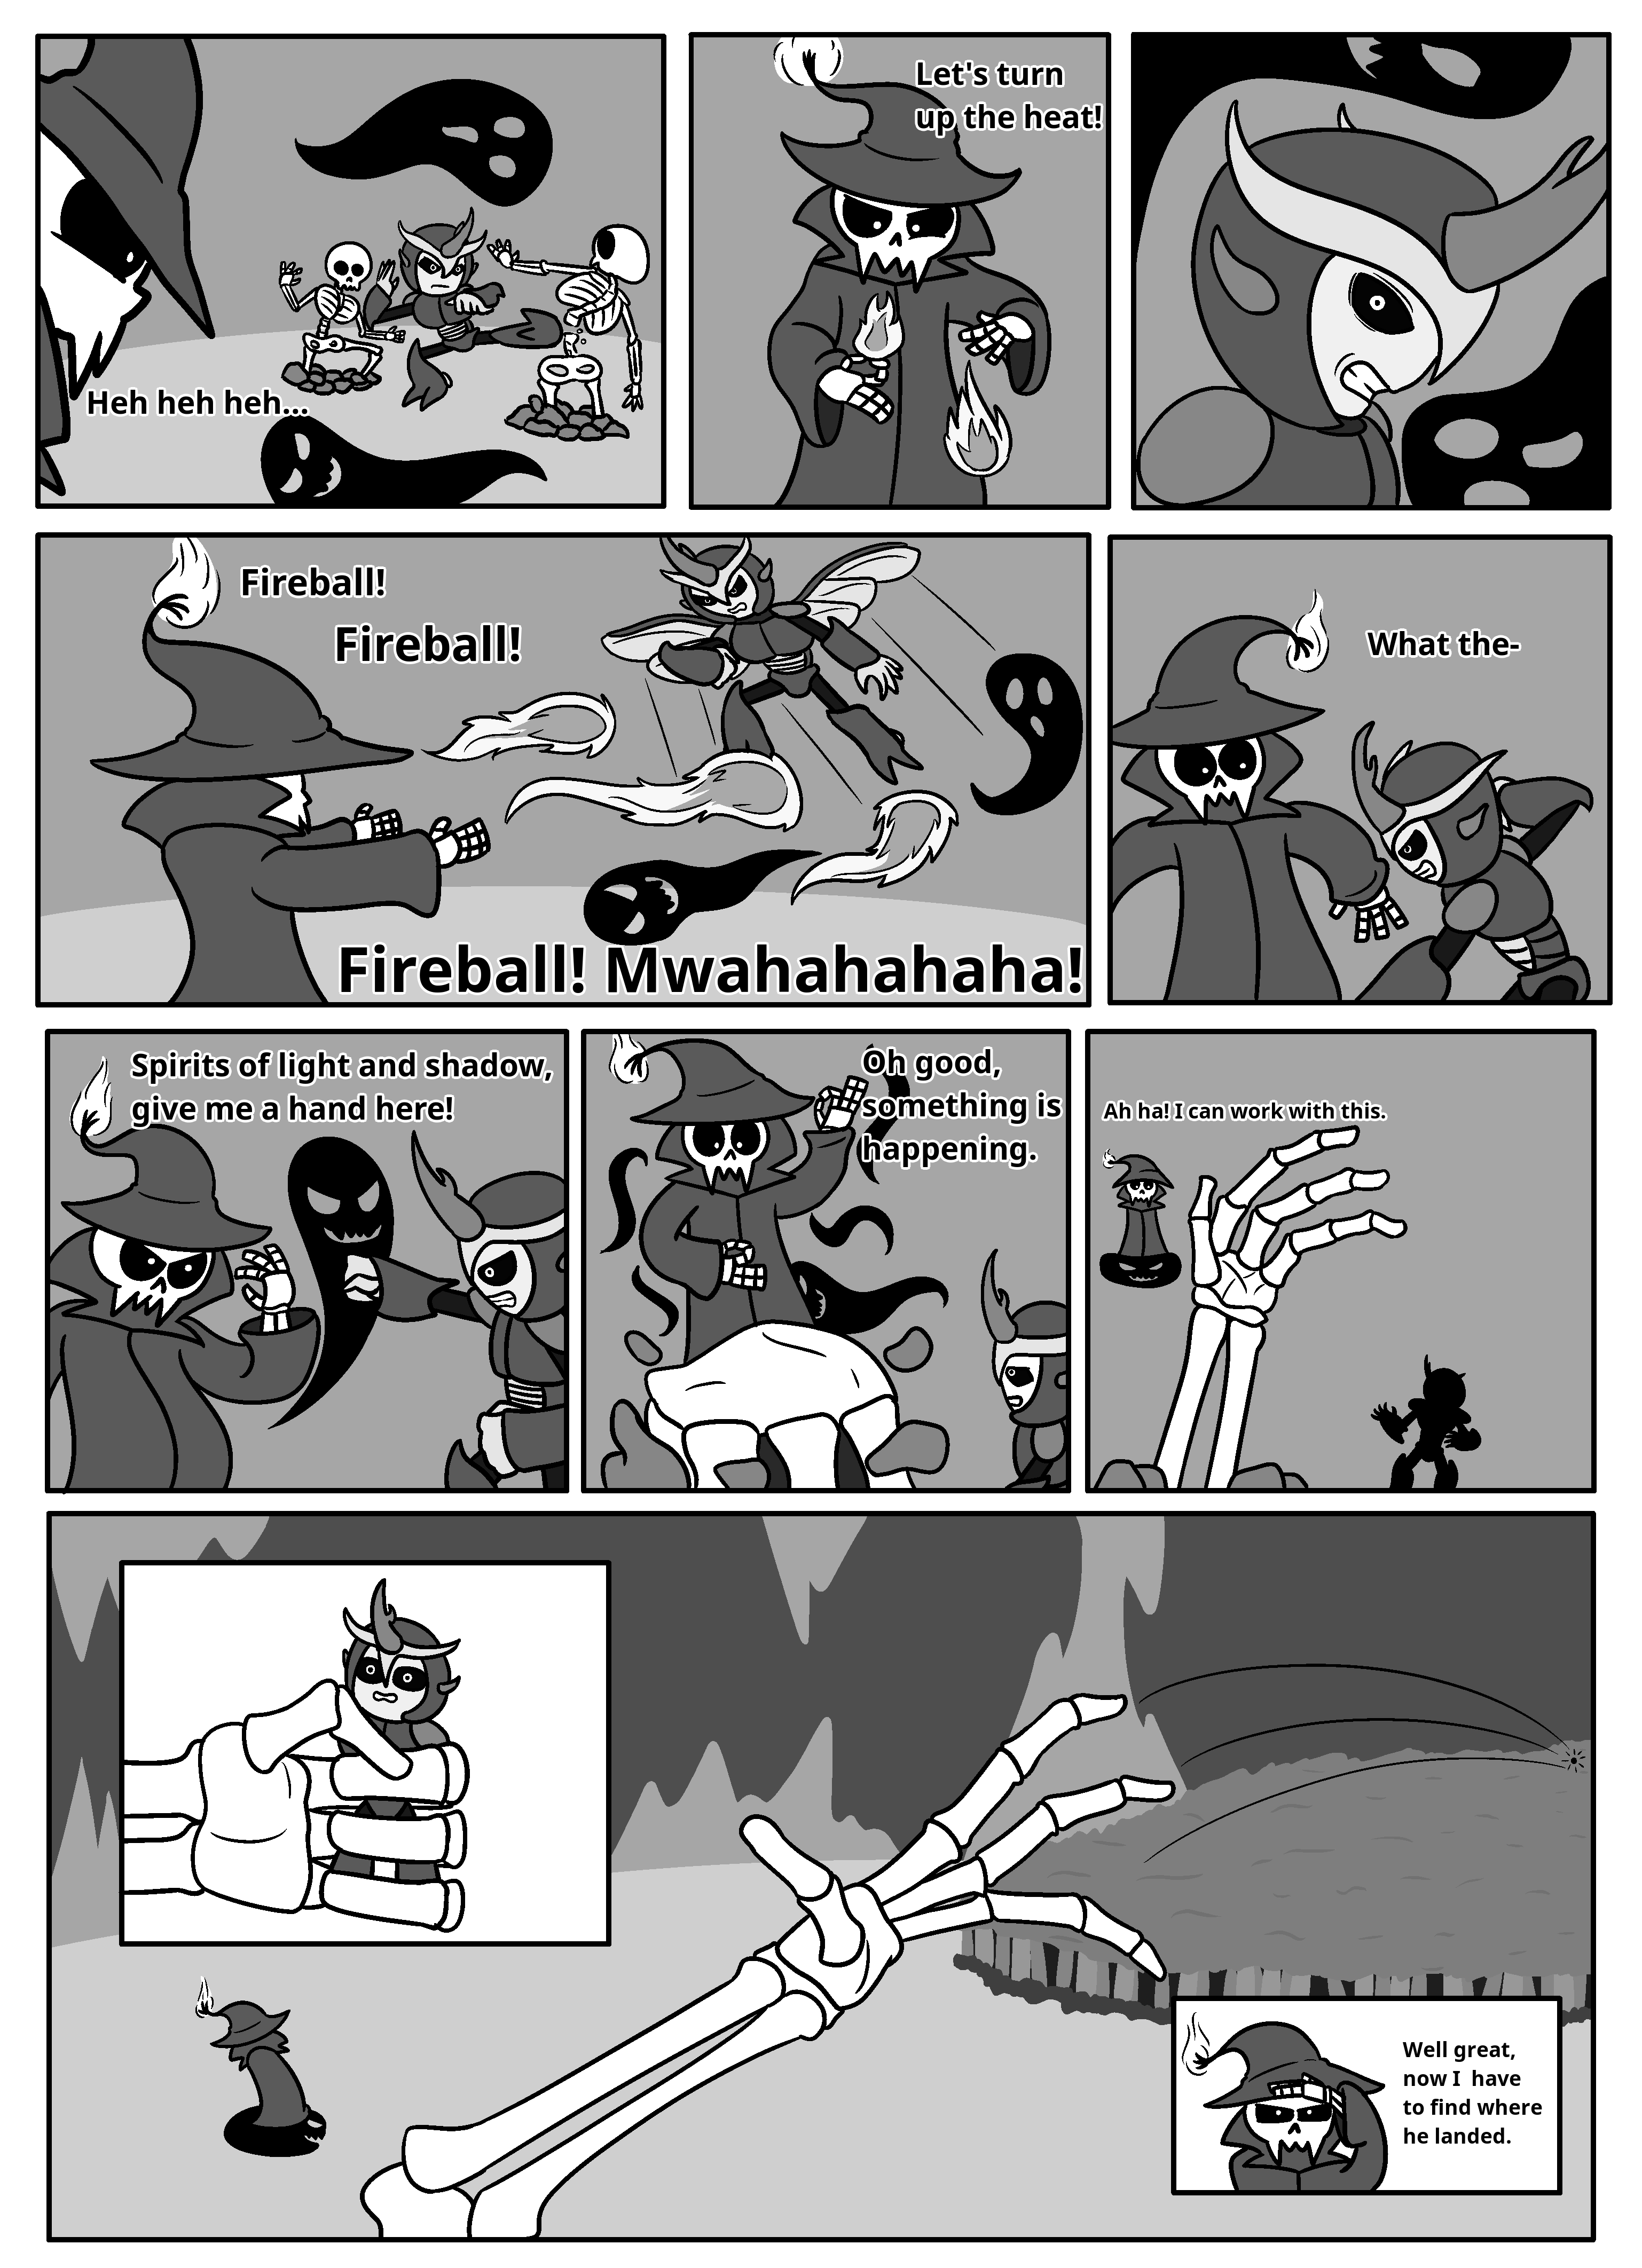 Heh heh heh...
Let's turn
up the heat!
Fireball!
Fireball!
Fireball! Mwahahahaha!
What the-
Spirits of light and shadow,
give me a hand here!
Oh good,
something is
happening.
Ah ha! I can work with this.
Well great,
now I  have
to find where
he landed.